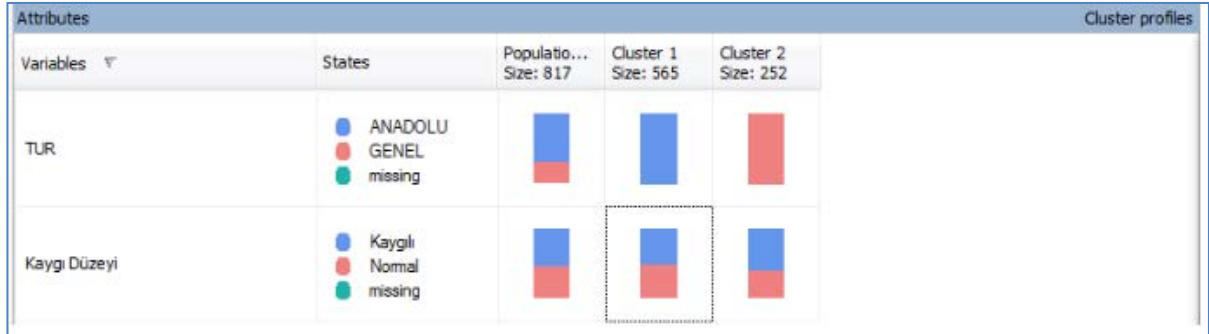 Attributes Cluster profiles
Variables States Populatio... Cluster 1 Cluster 2
Size: 817 Size: 565 Size: 252
TUR
ANADOLU
GENEL
missing
Kaygı Düzeyi
Kaygılı
Normal
missing